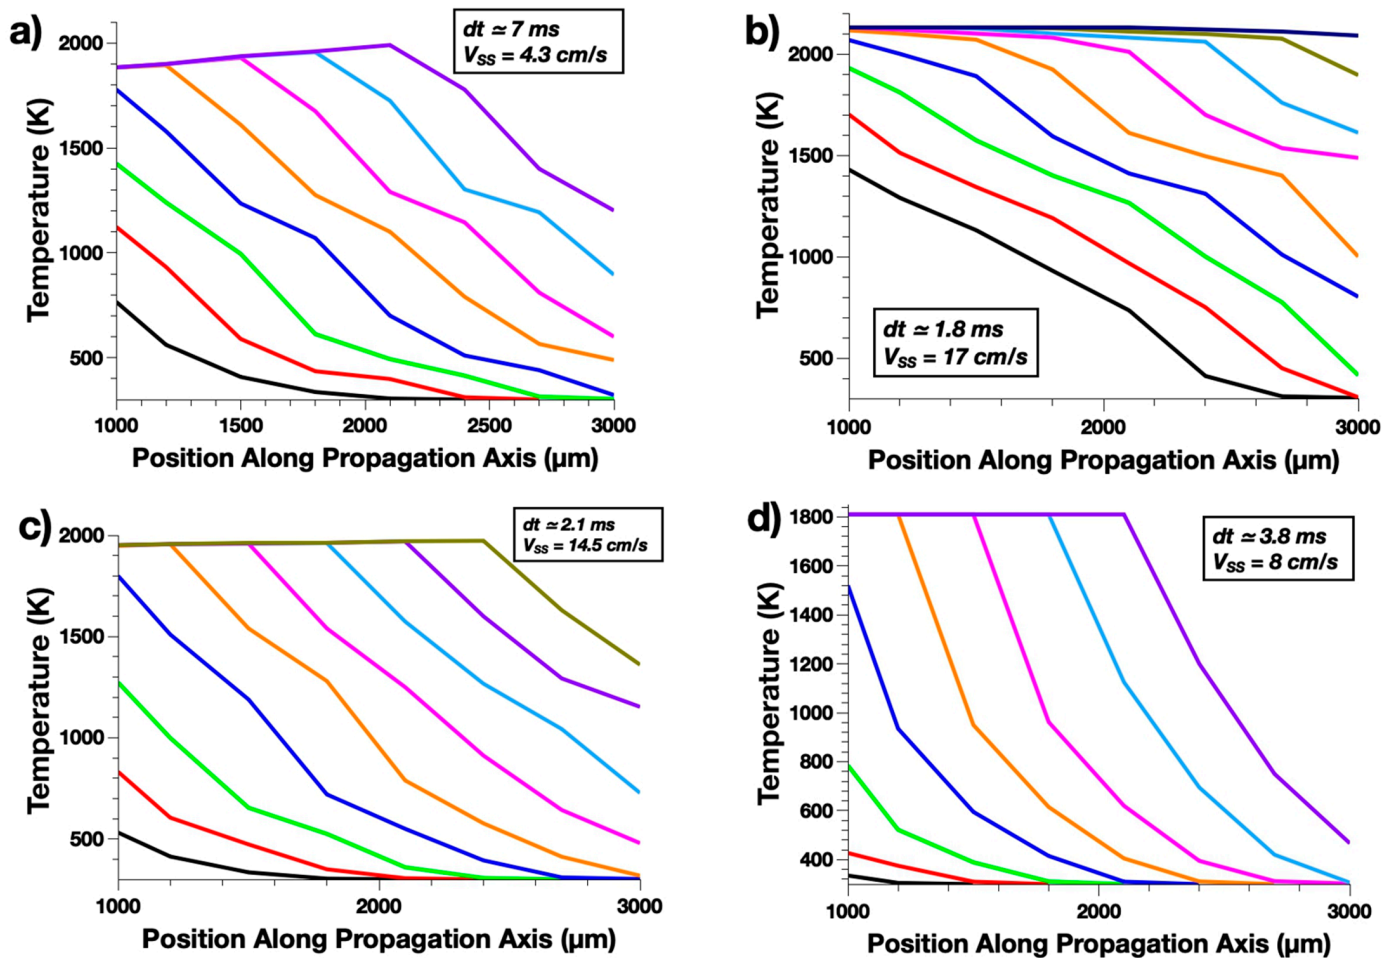 a)
dt ≃ 7 ms
VSS = 4.3 cm/s
Temperature (K)
2000
1500
1000
500
1000 1500 2000 2500 3000
Position Along Propagation Axis (µm)
b)
Temperature (K)
2000
1500
1000
500
dt ≃ 1.8 ms
VSS = 17 cm/s
1000 2000 3000
Position Along Propagation Axis (µm)
c)
dt ≃ 2.1 ms
VSS = 14.5 cm/s
Temperature (K)
2000
1500
1000
500
1000 2000 3000
Position Along Propagation Axis (µm)
d)
dt ≃ 3.8 ms
VSS = 8 cm/s
Temperature (K)
1800
1600
1400
1200
1000
800
600
400
1000 2000 3000
Position Along Propagation Axis (µm)